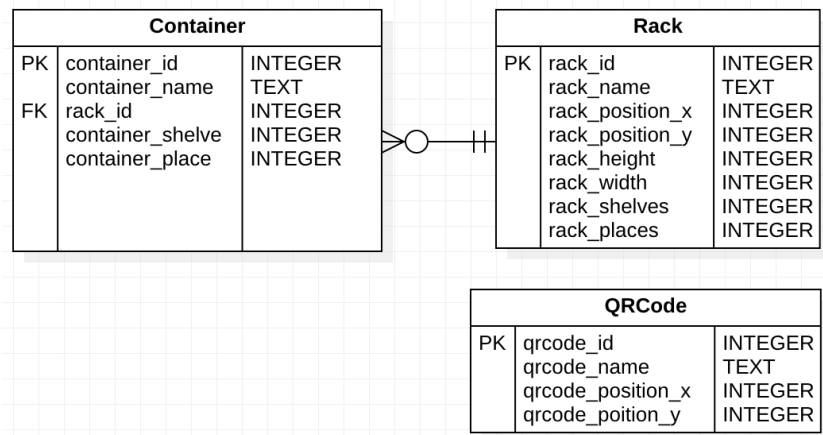 Container
PK container_id INTEGER
container_name TEXT
FK rack_id INTEGER
container_shelve INTEGER
container_place INTEGER
Rack
PK rack_id INTEGER
rack_name TEXT
rack_position_x INTEGER
rack_position_y INTEGER
rack_height INTEGER
rack_width INTEGER
rack_shelves INTEGER
rack_places INTEGER
QRCode
PK qrcode_id INTEGER
qrcode_name TEXT
qrcode_position_x INTEGER
qrcode_poition_y INTEGER